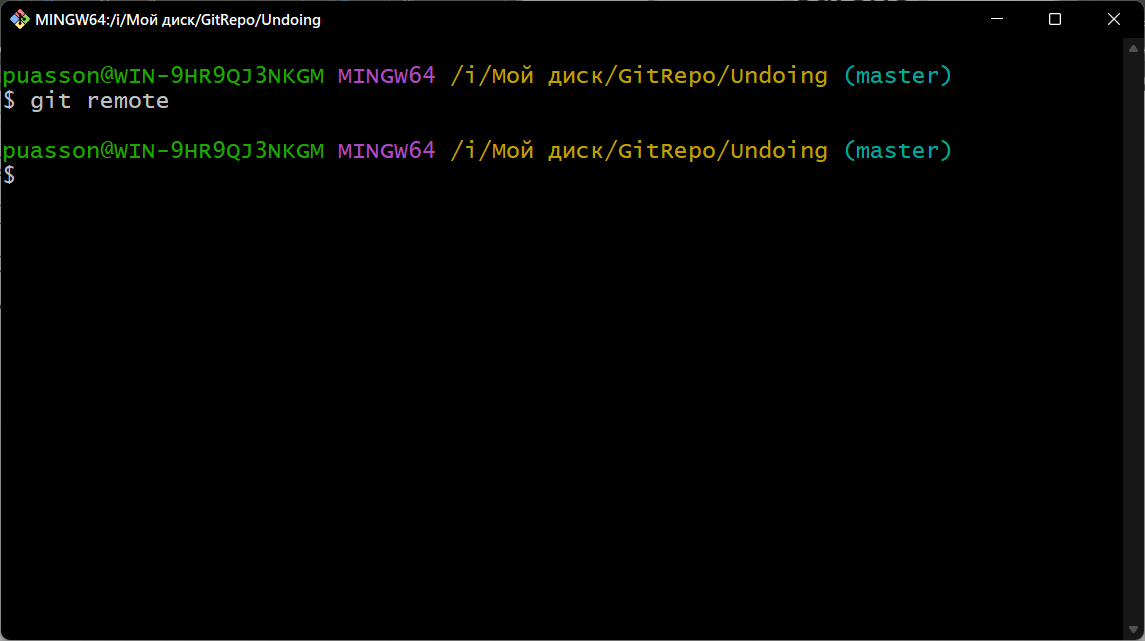 MINGW64:/i/Мой диск/GitRepo/Undoing
puasson@WIN-9HR9QJ3NKGM MINGW64 /i/Мой диск/GitRepo/Undoing (master)
$ git remote
puasson@WIN-9HR9QJ3NKGM MINGW64 /i/Мой диск/GitRepo/Undoing (master)
$